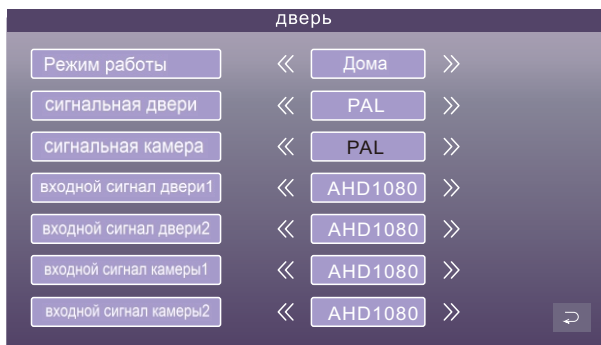 дверь
Режим работы Дома
сигнальная двери PAL
сигнальная камера PAL
входной сигнал двери1 AHD1080
входной сигнал двери2 AHD1080
входной сигнал камеры1 AHD1080
входной сигнал камеры2 AHD1080